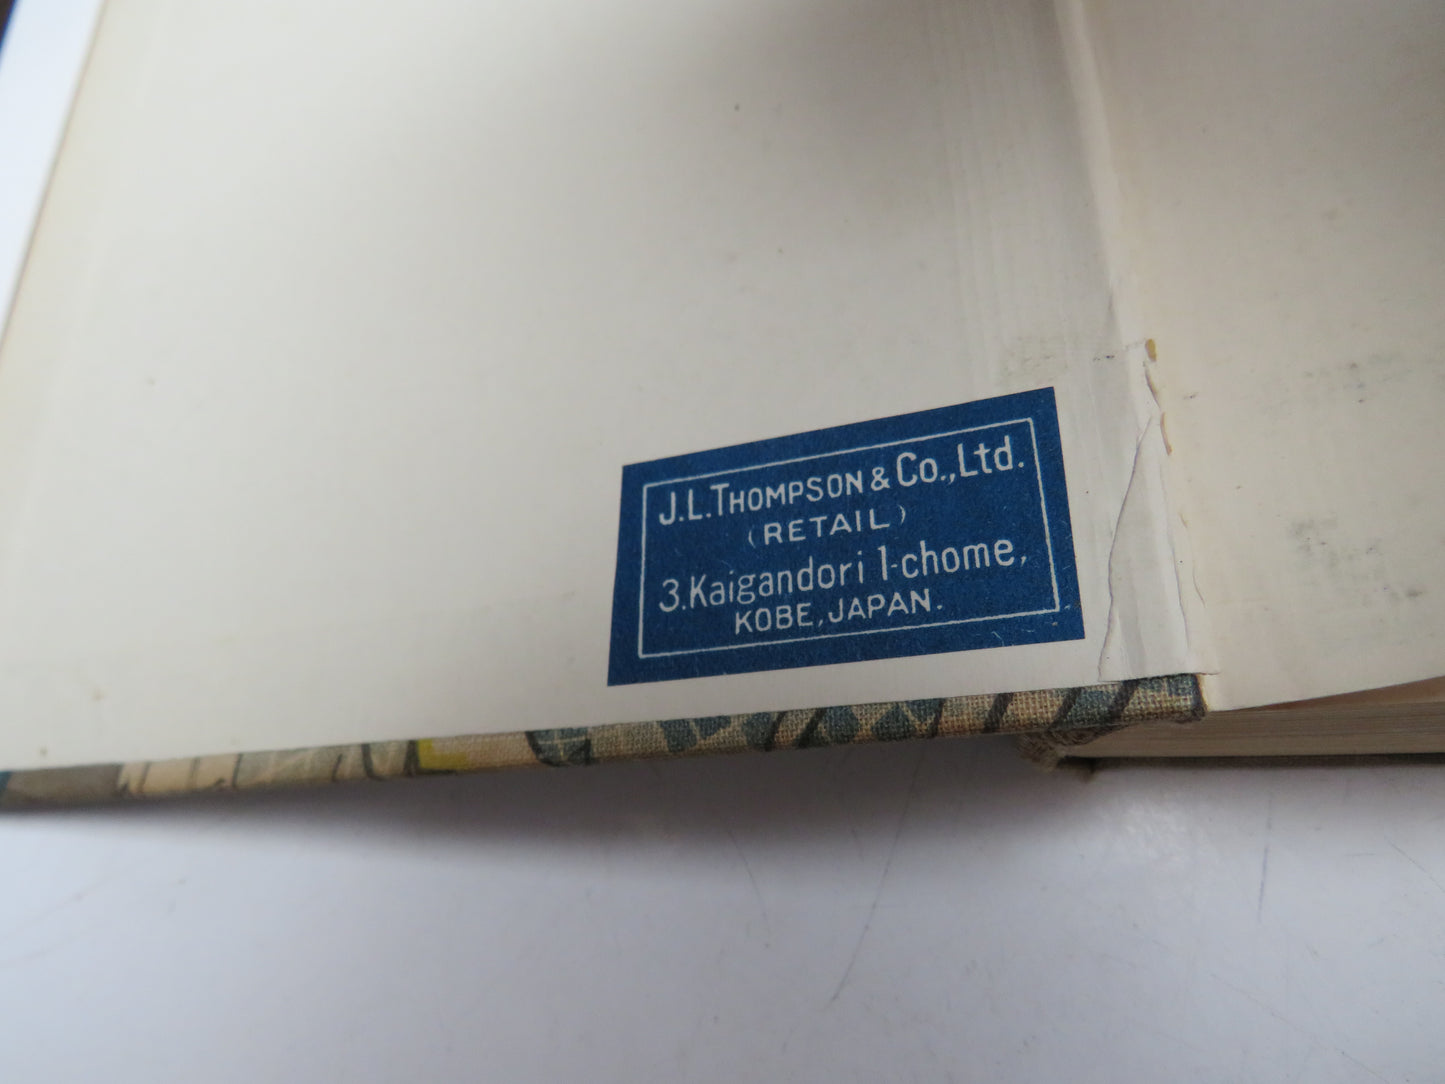 J.L.THOMPSON & Co.,Ltd.
(RETAIL)
3.Kaigandori 1-chome,
KOBE, JAPAN.